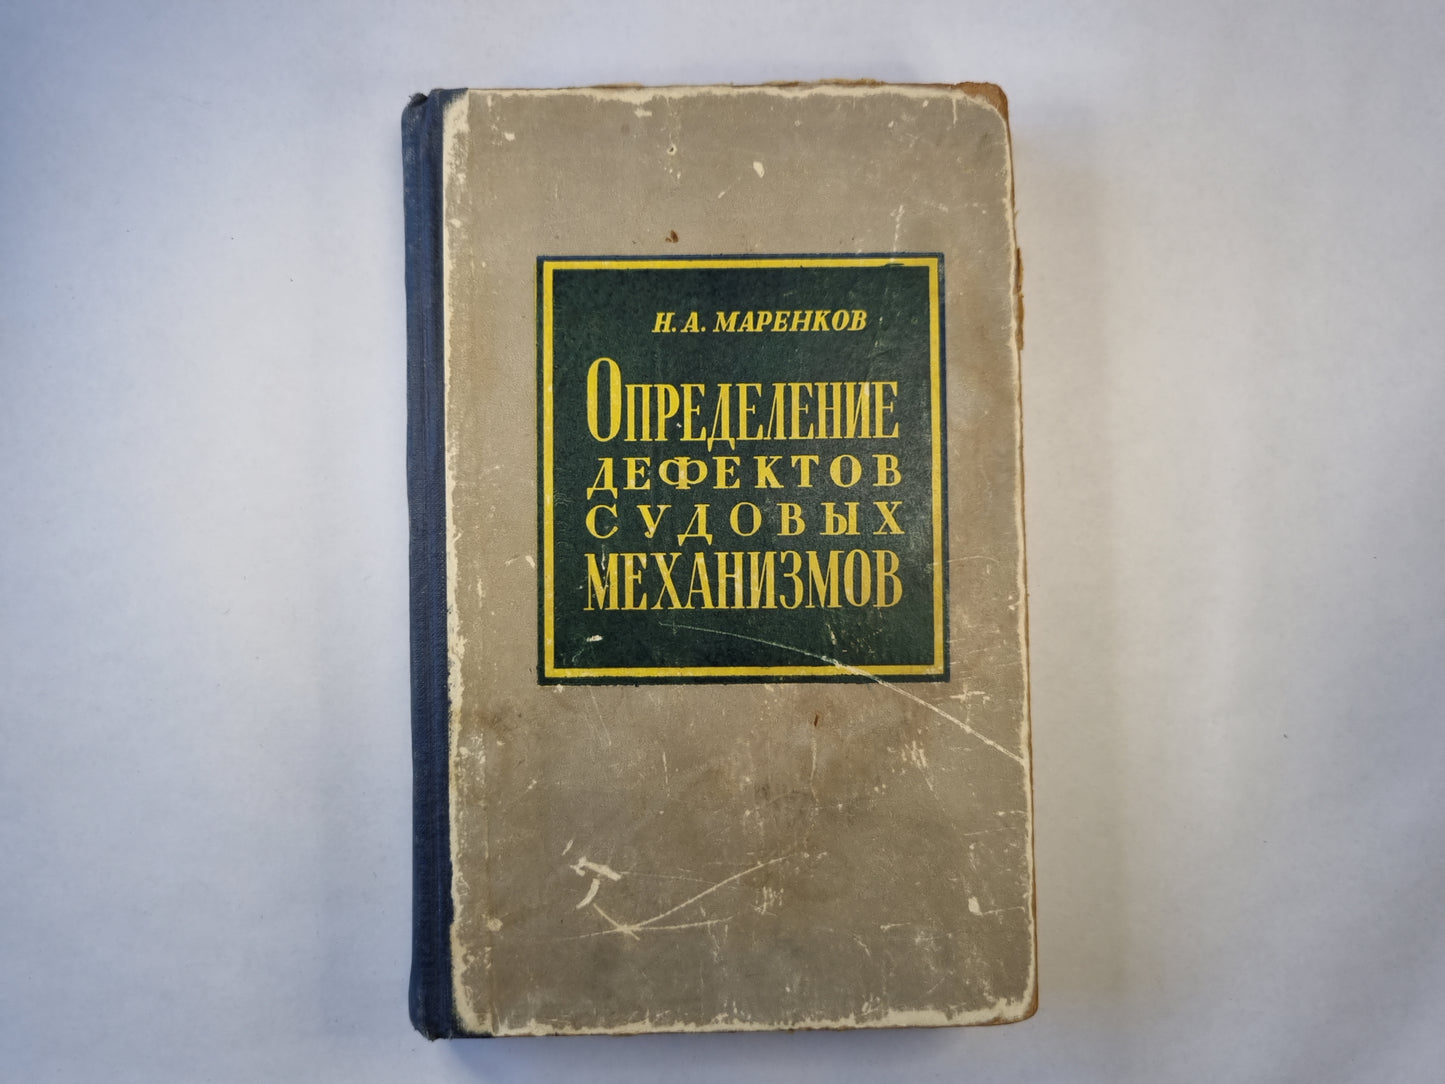 Н. А. МАРЕНКОВ
ОПРЕДЕЛЕНИЕ
ДЕФЕКТОВ
СУДОВЫХ
МЕХАНИЗМОВ